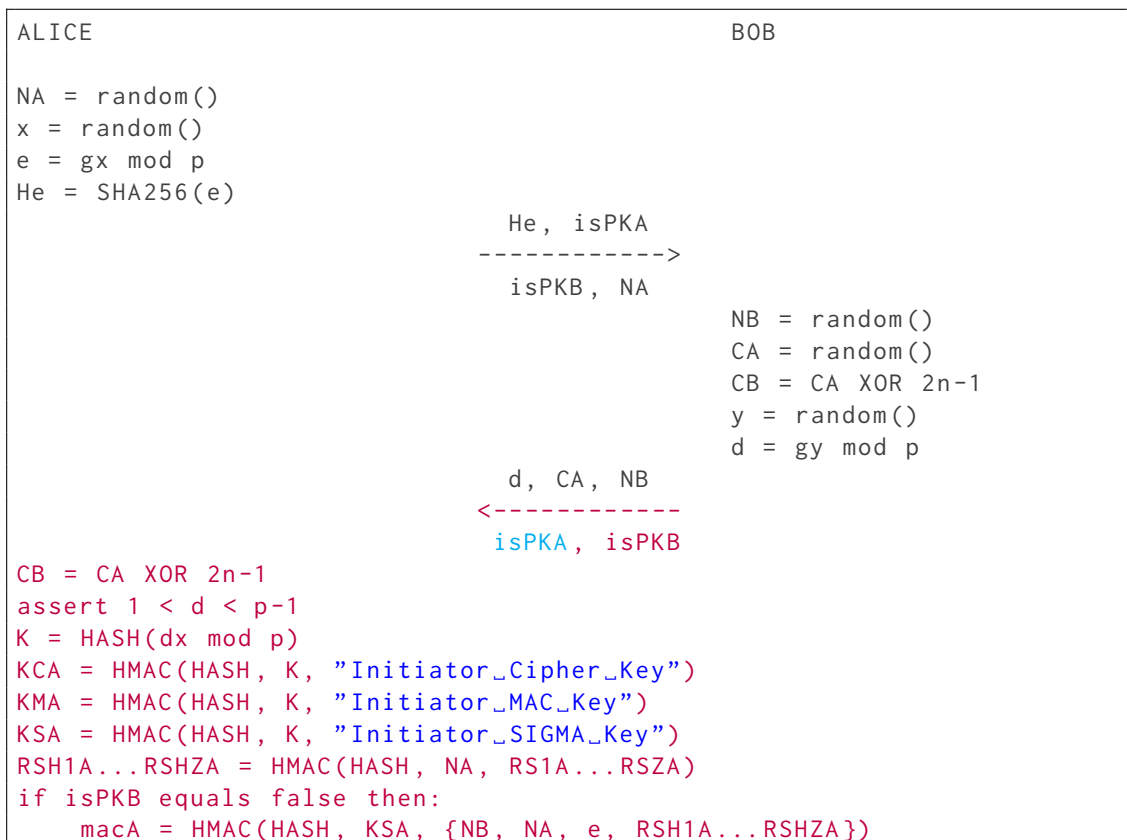 ALICE BOB
NA = random()
x = random()
e = gx mod p
He = SHA256(e)
He, isPKA
------------>
isPKB, NA
NB = random()
CA = random()
CB = CA XOR 2n-1
y = random()
d = gy mod p
d, CA, NB
<------------
isPKA, isPKB
CB = CA XOR 2n-1
assert 1 < d < p-1
K = HASH(dx mod p)
KCA = HMAC(HASH, K, ”Initiator␣Cipher␣Key”)
KMA = HMAC(HASH, K, ”Initiator␣MAC␣Key”)
KSA = HMAC(HASH, K, ”Initiator␣SIGMA␣Key”)
RSH1A...RSHZA = HMAC(HASH, NA, RS1A...RSZA)
if isPKB equals false then:
macA = HMAC(HASH, KSA, {NB, NA, e, RSH1A...RSHZA})